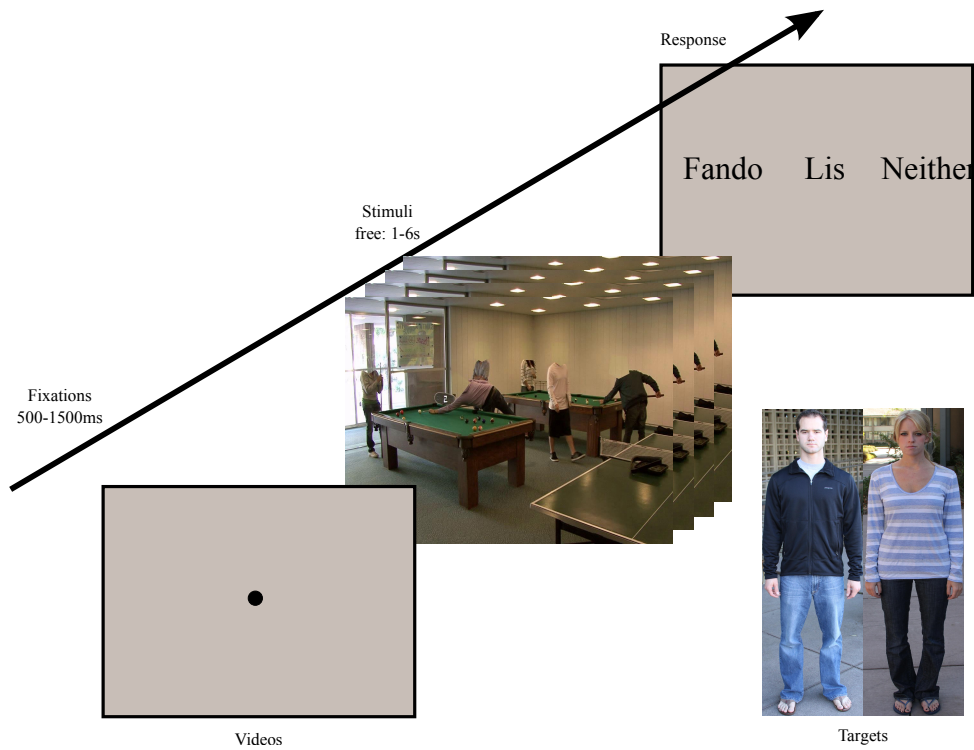 Response
Fando Lis Neither
Stimuli
free: 1-6s
Fixations
500-1500ms
Videos
Targets